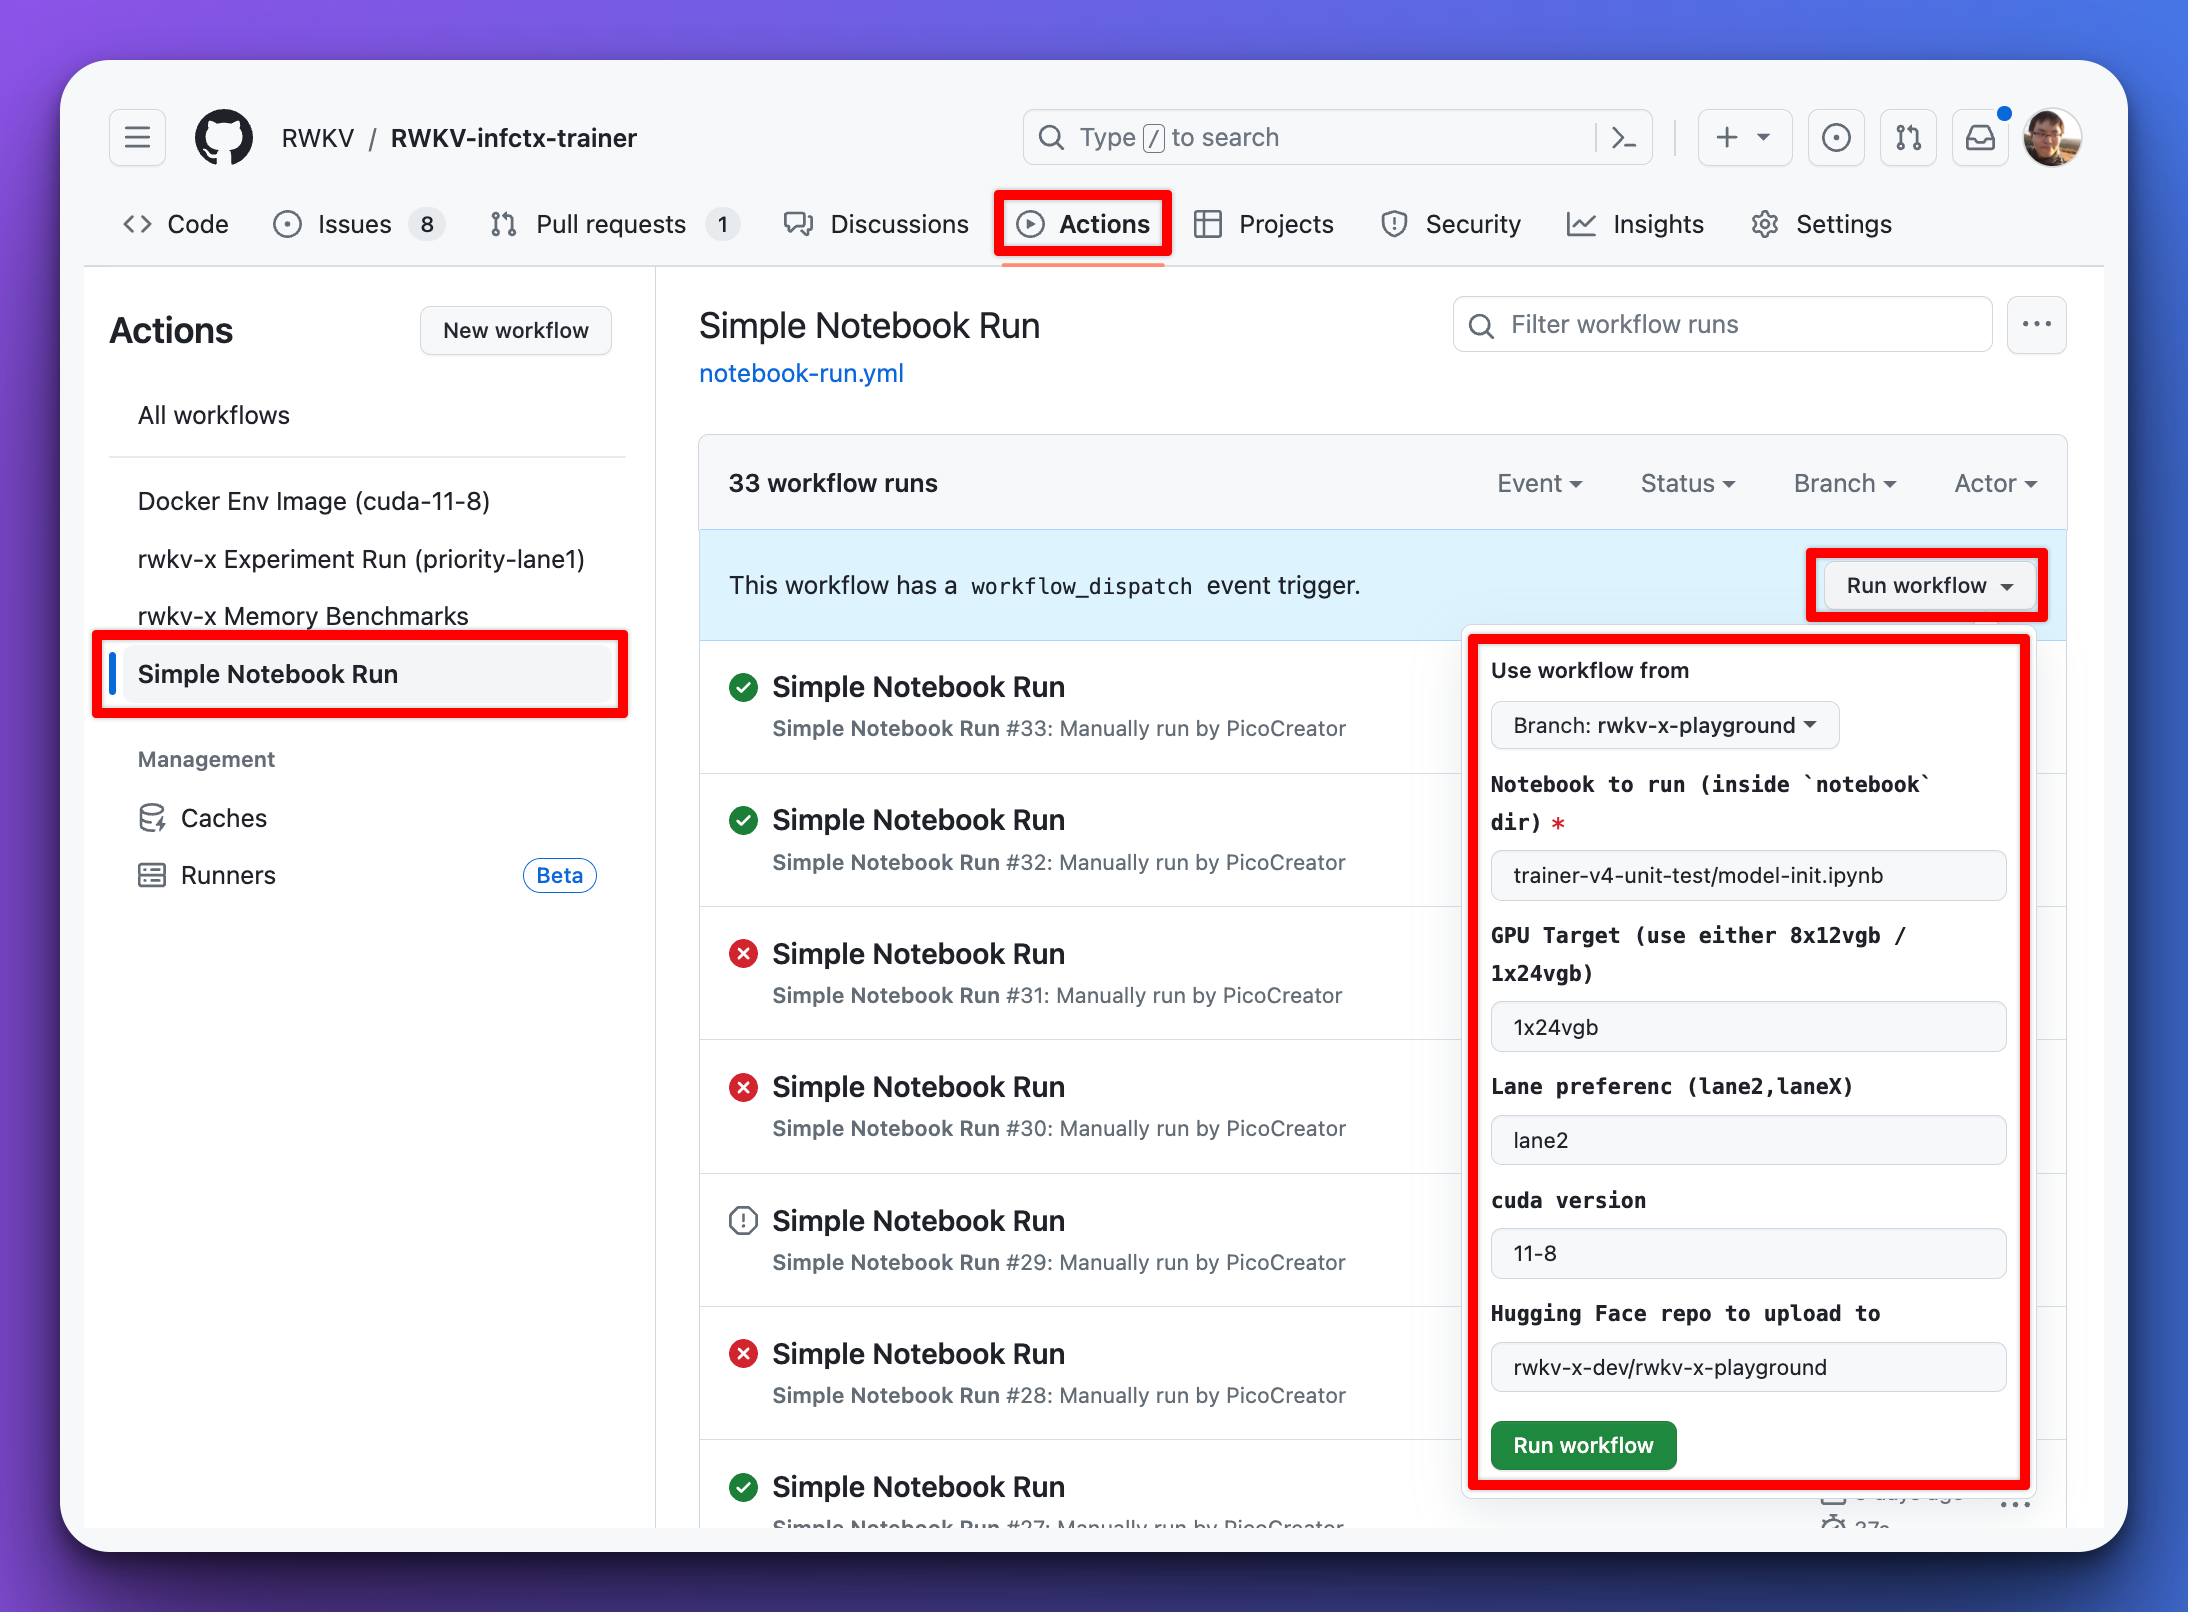 RWKV / RWKV-infctx-trainer
Type / to search
Code
Issues 8
Pull requests 1
Discussions
Actions
Projects
Security
Insights
Settings
Actions
New workflow
All workflows
Docker Env Image (cuda-11-8)
rwkv-x Experiment Run (priority-lane1)
rwkv-x Memory Benchmarks
Simple Notebook Run
Management
Caches
Runners Beta
Simple Notebook Run
notebook-run.yml
Filter workflow runs
33 workflow runs
Event
Status
Branch
Actor
This workflow has a workflow_dispatch event trigger.
Run workflow
Simple Notebook Run
Simple Notebook Run #33: Manually run by PicoCreator
Simple Notebook Run
Simple Notebook Run #32: Manually run by PicoCreator
Simple Notebook Run
Simple Notebook Run #31: Manually run by PicoCreator
Simple Notebook Run
Simple Notebook Run #30: Manually run by PicoCreator
Simple Notebook Run
Simple Notebook Run #29: Manually run by PicoCreator
Simple Notebook Run
Simple Notebook Run #28: Manually run by PicoCreator
Simple Notebook Run
Simple Notebook Run #27: Manually run by PicoCreator
Use workflow from
Branch: rwkv-x-playground
Notebook to run (inside `notebook`
dir) *
trainer-v4-unit-test/model-init.ipynb
GPU Target (use either 8x12vgb /
1x24vgb)
1x24vgb
Lane preferenc (lane2,laneX)
lane2
cuda version
11-8
Hugging Face repo to upload to
rwkv-x-dev/rwkv-x-playground
Run workflow
days ago